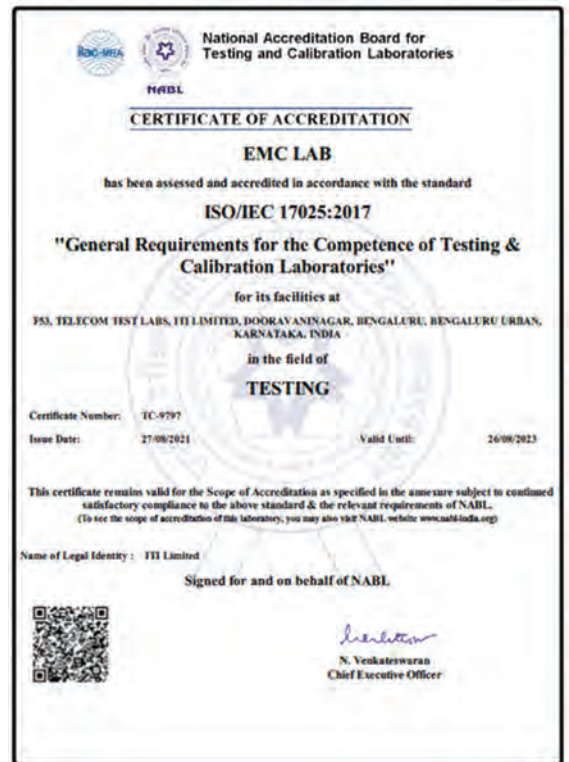 ilac-MRA
NABL
National Accreditation Board for
Testing and Calibration Laboratories
CERTIFICATE OF ACCREDITATION
EMC LAB
has been assessed and accredited in accordance with the standard
ISO/IEC 17025:2017
"General Requirements for the Competence of Testing &
Calibration Laboratories"
for its facilities at
P53, TELECOM TEST LABS, ITI LIMITED, DOORAVANINAGAR, BENGALURU, BENGALURU URBAN,
KARNATAKA, INDIA
in the field of
TESTING
Certificate Number: TC-9797
Issue Date: 27/08/2021 Valid Until: 26/08/2023
This certificate remains valid for the Scope of Accreditation as specified in the annexure subject to continued
satisfactory compliance to the above standard & the relevant requirements of NABL.
(To see the scope of accreditation of this laboratory, you may also visit NABL website www.nabl-india.org)
Name of Legal Identity : ITI Limited
Signed for and on behalf of NABL
N. Venkateswaran
Chief Executive Officer